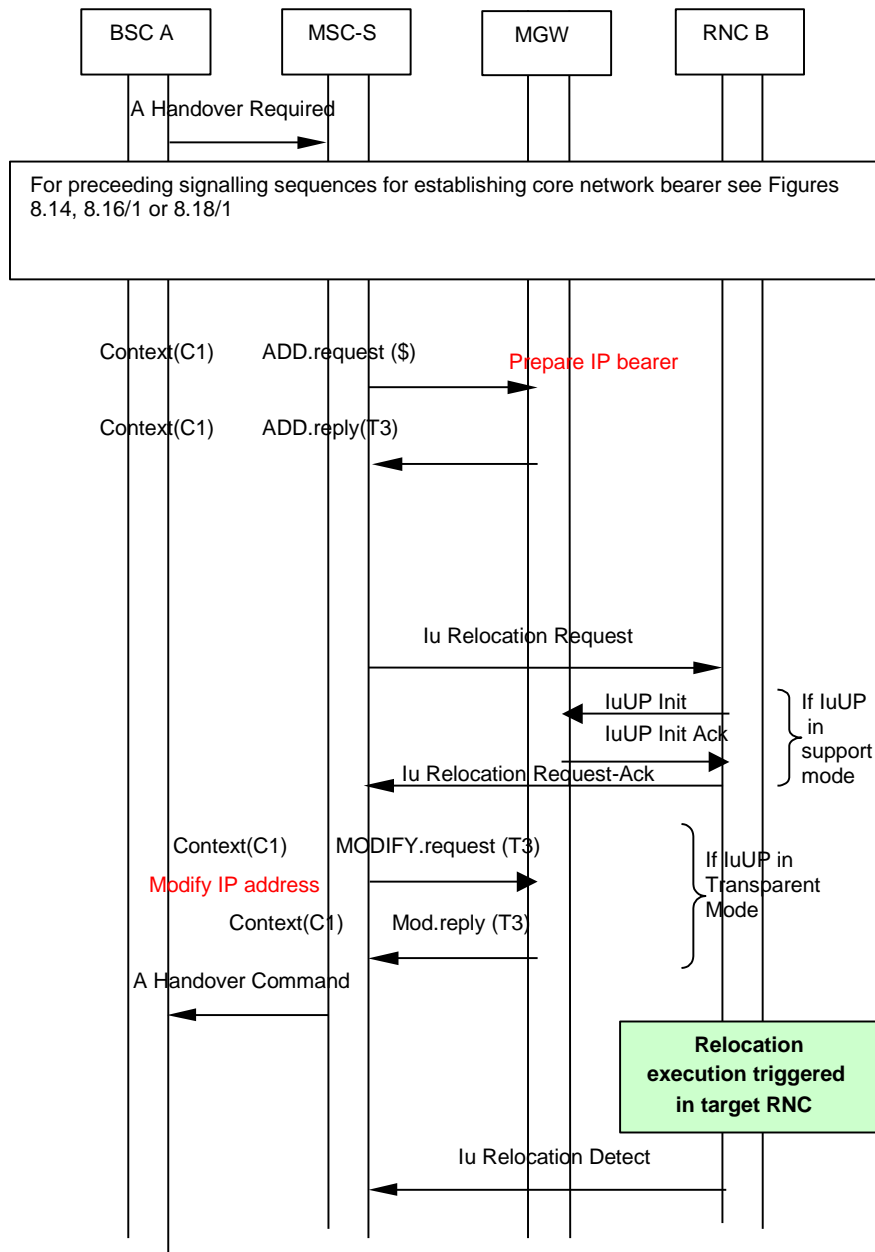 BSC A
MSC-S
MGW
RNC B
A Handover Required
For preceeding signalling sequences for establishing core network bearer see Figures
8.14, 8.16/1 or 8.18/1
Context(C1)
ADD.request ($)
Prepare IP bearer
Context(C1)
ADD.reply(T3)
Iu Relocation Request
IuUP Init
IuUP Init Ack
If IuUP
in
support
mode
Iu Relocation Request-Ack
Context(C1)
MODIFY.request (T3)
Modify IP address
If IuUP in
Transparent
Mode
Context(C1)
Mod.reply (T3)
A Handover Command
Relocation
execution triggered
in target RNC
Iu Relocation Detect